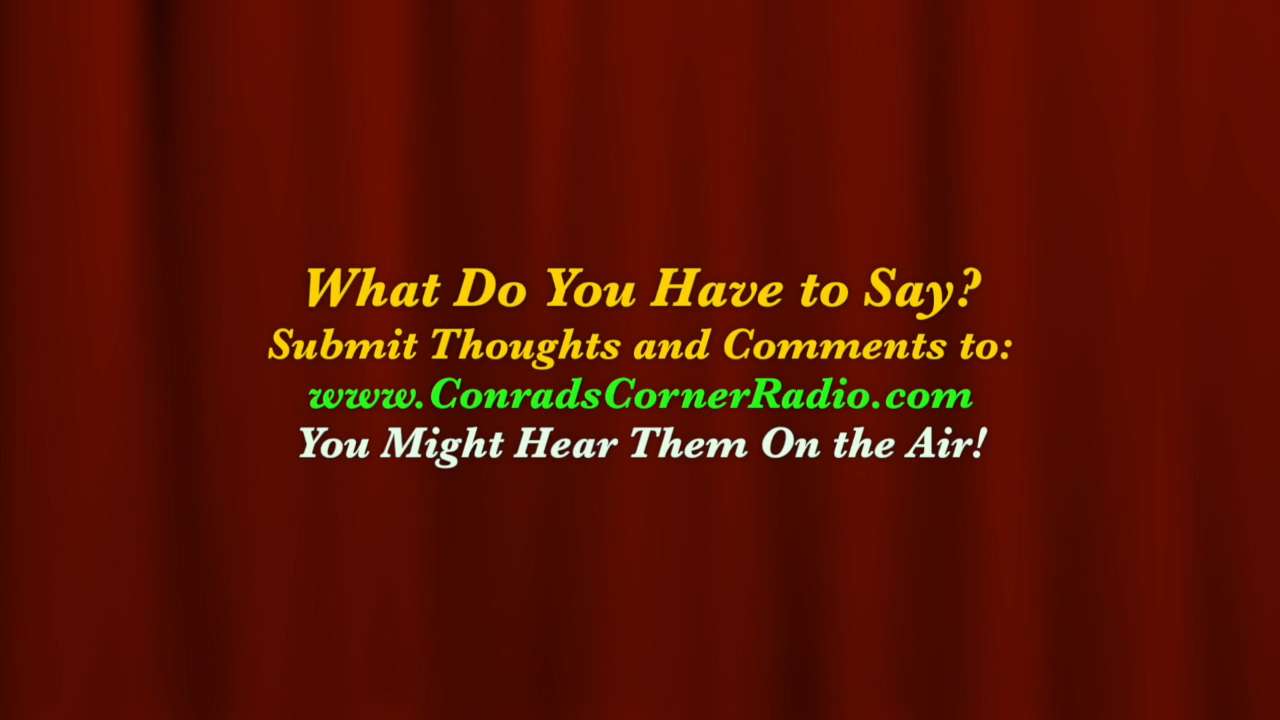 What Do You Have to Say?
Submit Thoughts and Comments to:
www.ConradsCornerRadio.com
You Might Hear Them On the Air!